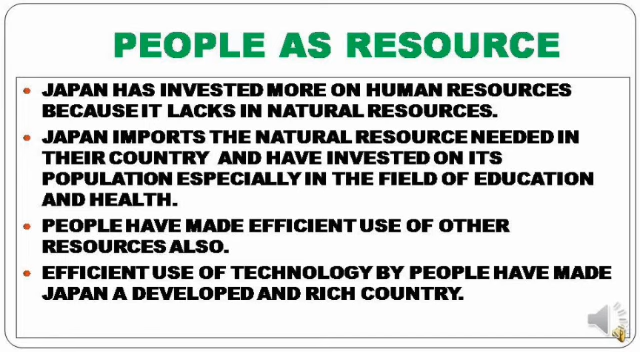 PEOPLE AS RESOURCE
• JAPAN HAS INVESTED MORE ON HUMAN RESOURCES
BECAUSE IT LACKS IN NATURAL RESOURCES.
• JAPAN IMPORTS THE NATURAL RESOURCE NEEDED IN
THEIR COUNTRY AND HAVE INVESTED ON ITS
POPULATION ESPECIALLY IN THE FIELD OF EDUCATION
AND HEALTH.
• PEOPLE HAVE MADE EFFICIENT USE OF OTHER
RESOURCES ALSO.
• EFFICIENT USE OF TECHNOLOGY BY PEOPLE HAVE MADE
JAPAN A DEVELOPED AND RICH COUNTRY.